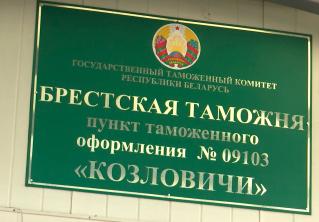 ГОСУДАРСТВЕННЫЙ ТАМОЖЕННЫЙ КОМИТЕТ
РЕСПУБЛИКИ БЕЛАРУСЬ
БРЕСТСКАЯ ТАМОЖНЯ
пункт таможенного
оформления № 09103
«КОЗЛОВИЧИ»